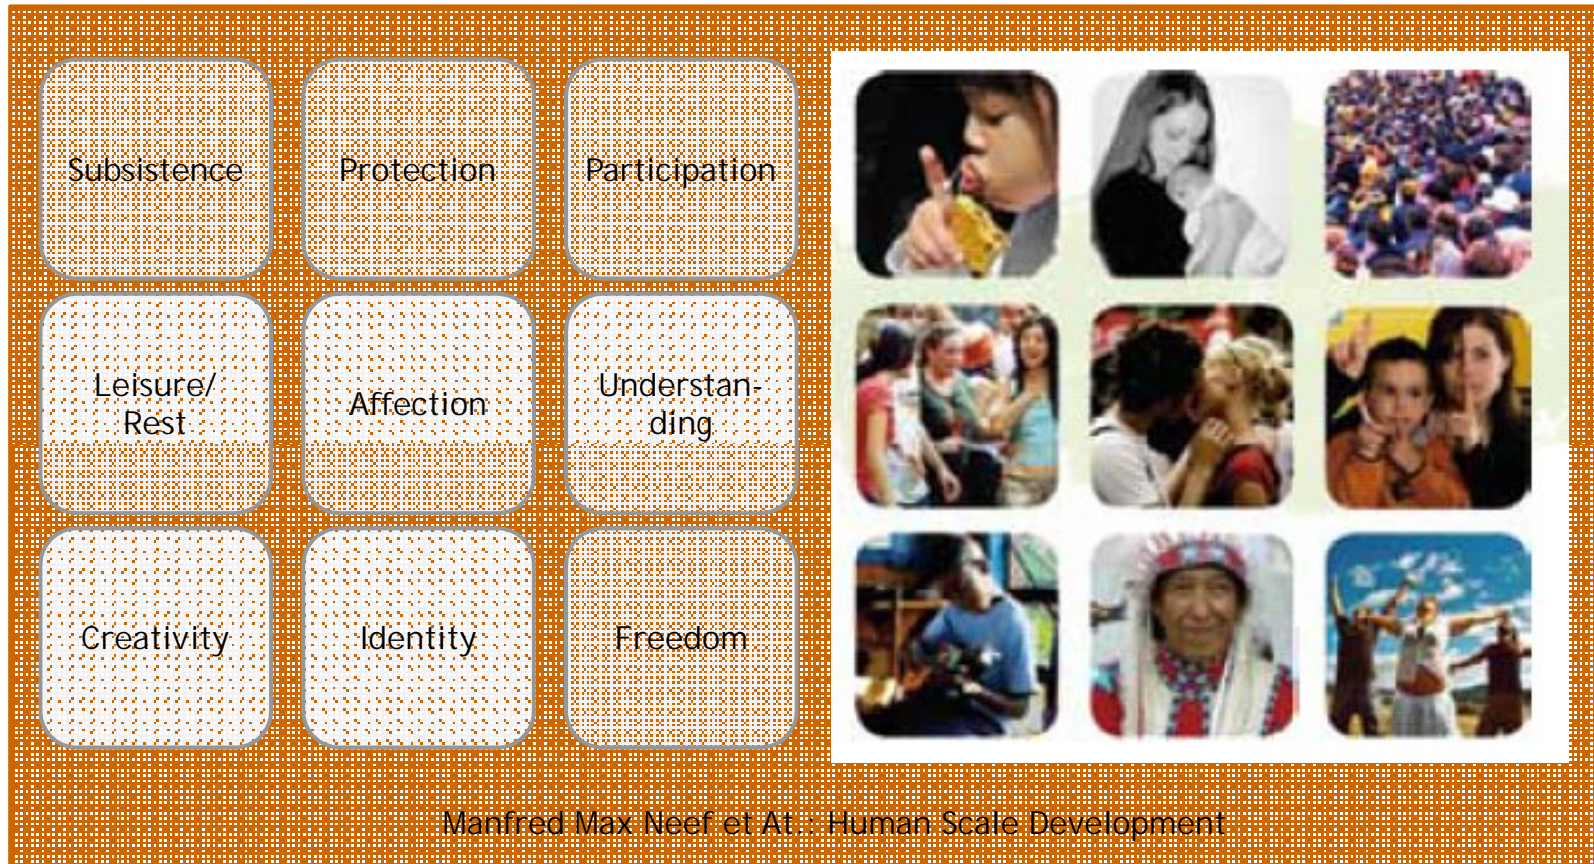 Subsistence
Protection
Participation
Leisure/
Rest
Affection
Understan-
ding
Creativity
Identity
Freedom
Manfred Max Neef et At.: Human Scale Development